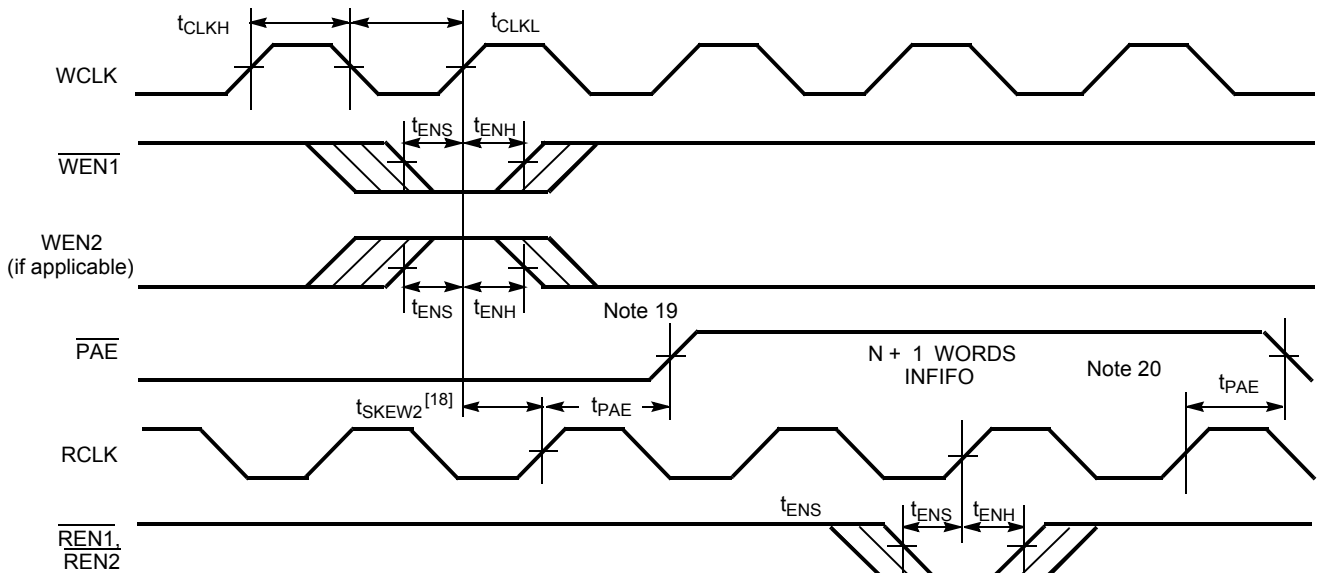 tCLKH
tCLKL
WCLK
tENS
tENH
WEN1
WEN2
(if applicable)
tENS
tENH
Note 19
PAE
N + 1 WORDS
INFIFO
Note 20
tPAE
tSKEW2[18]
tPAE
RCLK
tENS
tENS
tENH
REN1,
REN2